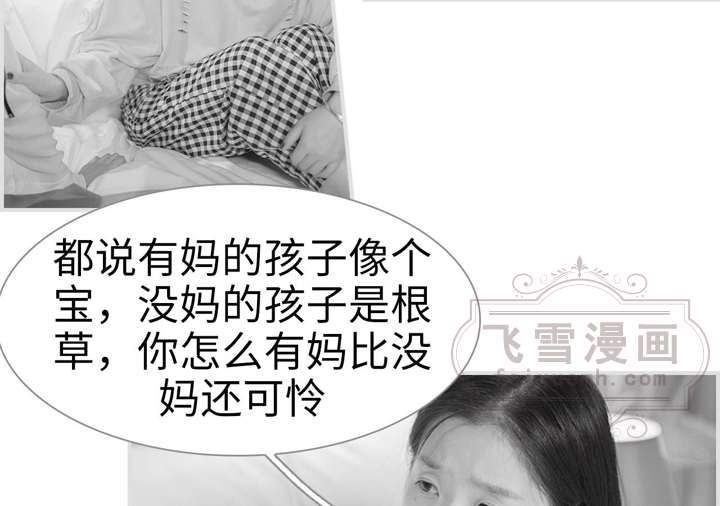 都说有妈的孩子像个
宝，没妈的孩子是根
草，你怎么有妈比没
妈还可怜
飞雪漫画